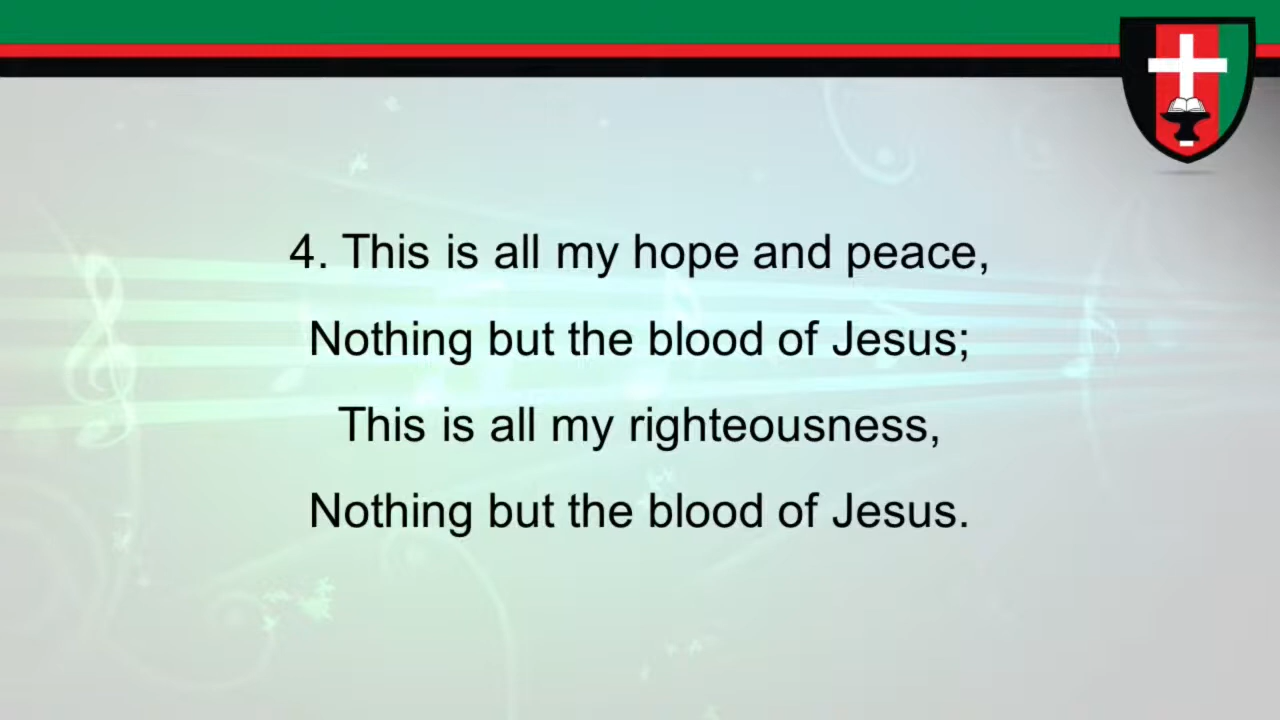 4. This is all my hope and peace,
Nothing but the blood of Jesus;
This is all my righteousness,
Nothing but the blood of Jesus.